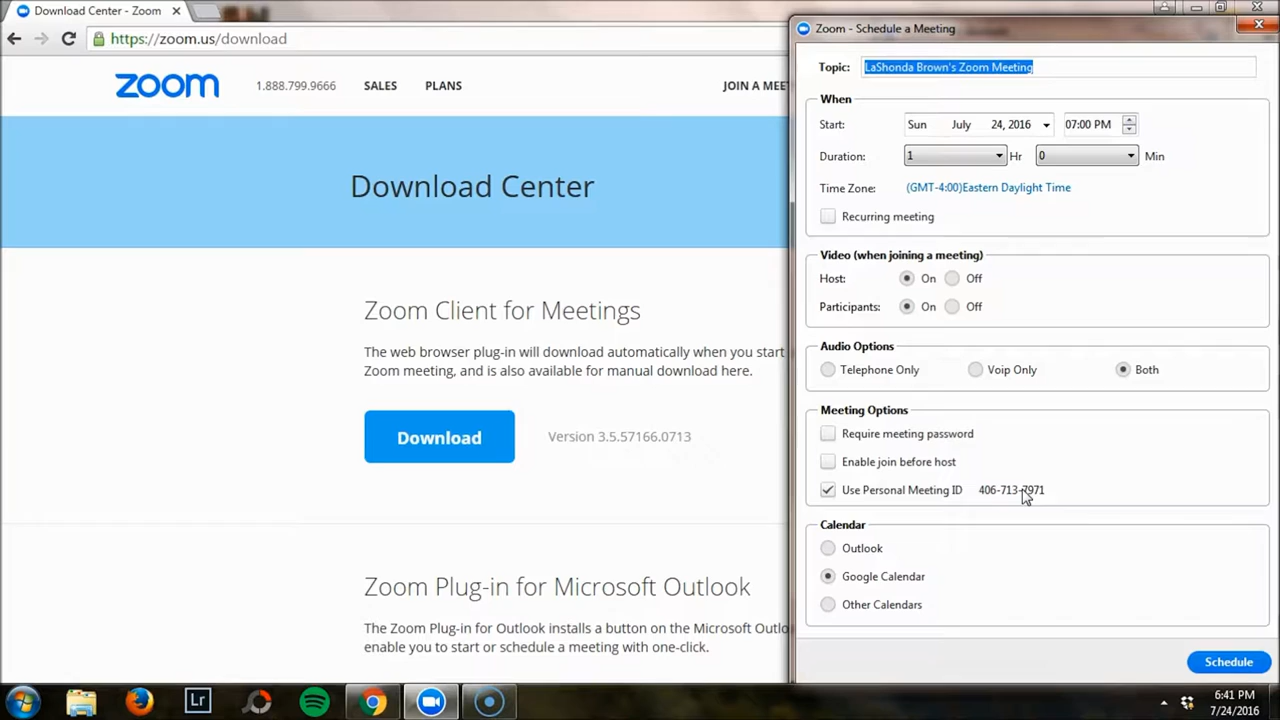 Download Center - Zoom
https://zoom.us/download
zoom
1.888.799.9666
SALES
PLANS
JOIN A MEE
Download Center
Zoom Client for Meetings
The web browser plug-in will download automatically when you start
Zoom meeting, and is also available for manual download here.
Download
Version 3.5.57166.0713
Zoom Plug-in for Microsoft Outlook
The Zoom Plug-in for Outlook installs a button on the Microsoft Outlo
enable you to start or schedule a meeting with one-click.
Zoom - Schedule a Meeting
Topic: LaShonda Brown's Zoom Meeting
When
Start: Sun July 24, 2016 07:00 PM
Duration: 1 Hr 0 Min
Time Zone: (GMT-4:00)Eastern Daylight Time
Recurring meeting
Video (when joining a meeting)
Host: On Off
Participants: On Off
Audio Options
Telephone Only Voip Only Both
Meeting Options
Require meeting password
Enable join before host
Use Personal Meeting ID 406-713-7971
Calendar
Outlook
Google Calendar
Other Calendars
Schedule
Lr
6:41 PM
7/24/2016